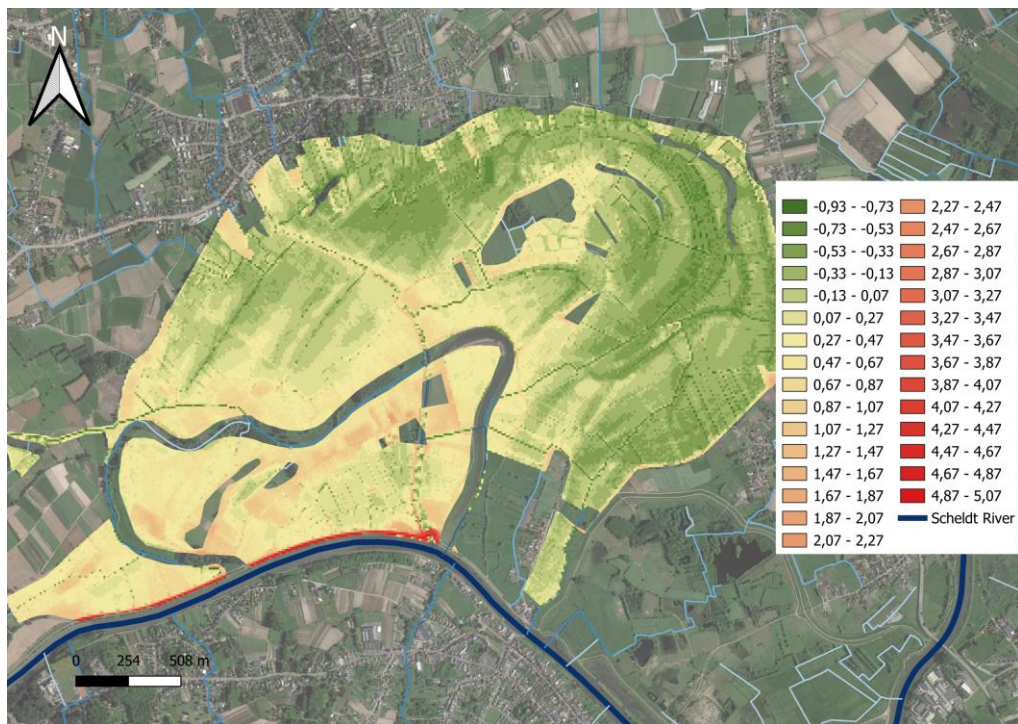 N
-0,93 - -0,73
-0,73 - -0,53
-0,53 - -0,33
-0,33 - -0,13
-0,13 - 0,07
0,07 - 0,27
0,27 - 0,47
0,47 - 0,67
0,67 - 0,87
0,87 - 1,07
1,07 - 1,27
1,27 - 1,47
1,47 - 1,67
1,67 - 1,87
1,87 - 2,07
2,07 - 2,27
2,27 - 2,47
2,47 - 2,67
2,67 - 2,87
2,87 - 3,07
3,07 - 3,27
3,27 - 3,47
3,47 - 3,67
3,67 - 3,87
3,87 - 4,07
4,07 - 4,27
4,27 - 4,47
4,47 - 4,67
4,67 - 4,87
4,87 - 5,07
Scheldt River
0 254 508 m